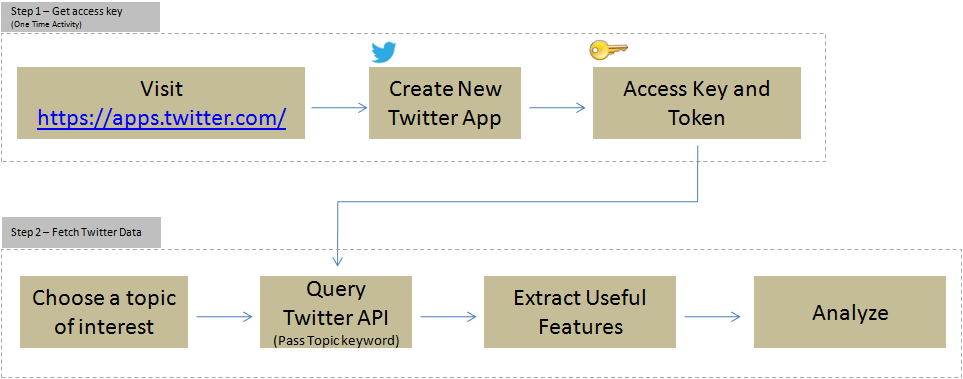 Step 1 – Get access key
(One Time Activity)
Visit
https://apps.twitter.com/
Create New
Twitter App
Access Key and
Token
Step 2 – Fetch Twitter Data
Choose a topic
of interest
Query
Twitter API
(Pass Topic keyword)
Extract Useful
Features
Analyze